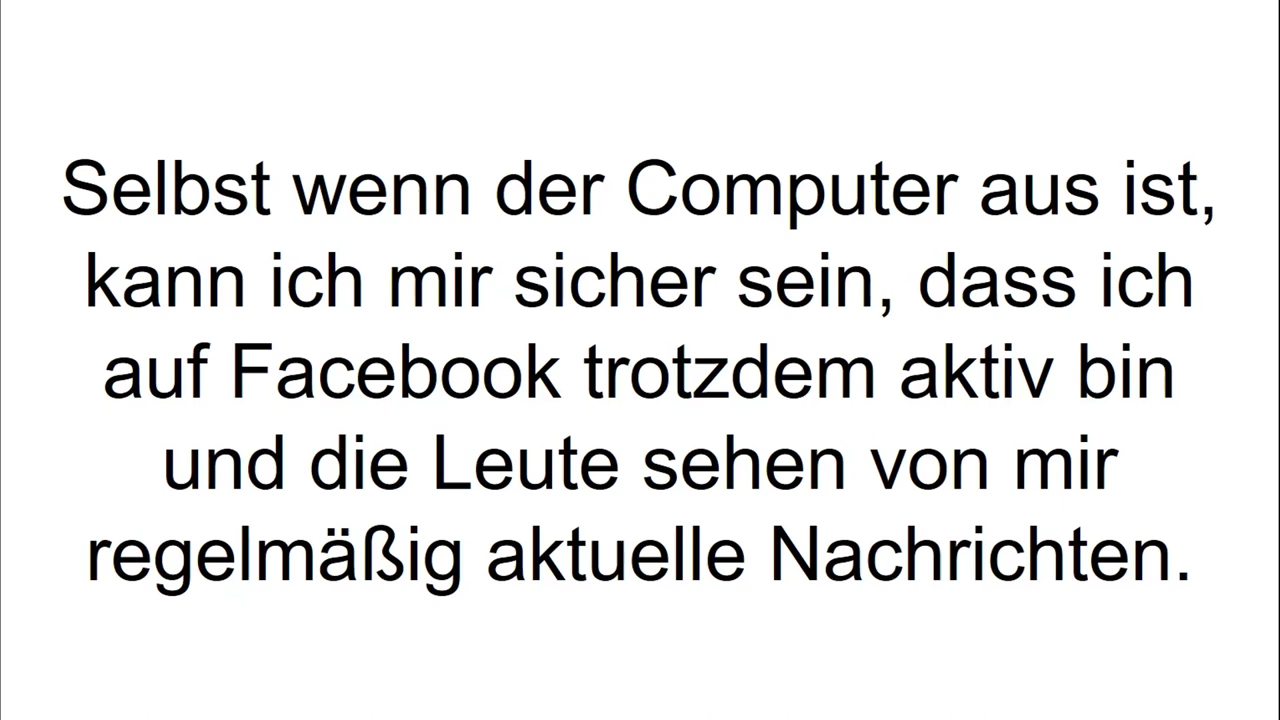 Selbst wenn der Computer aus ist,
kann ich mir sicher sein, dass ich
auf Facebook trotzdem aktiv bin
und die Leute sehen von mir
regelmäßig aktuelle Nachrichten.